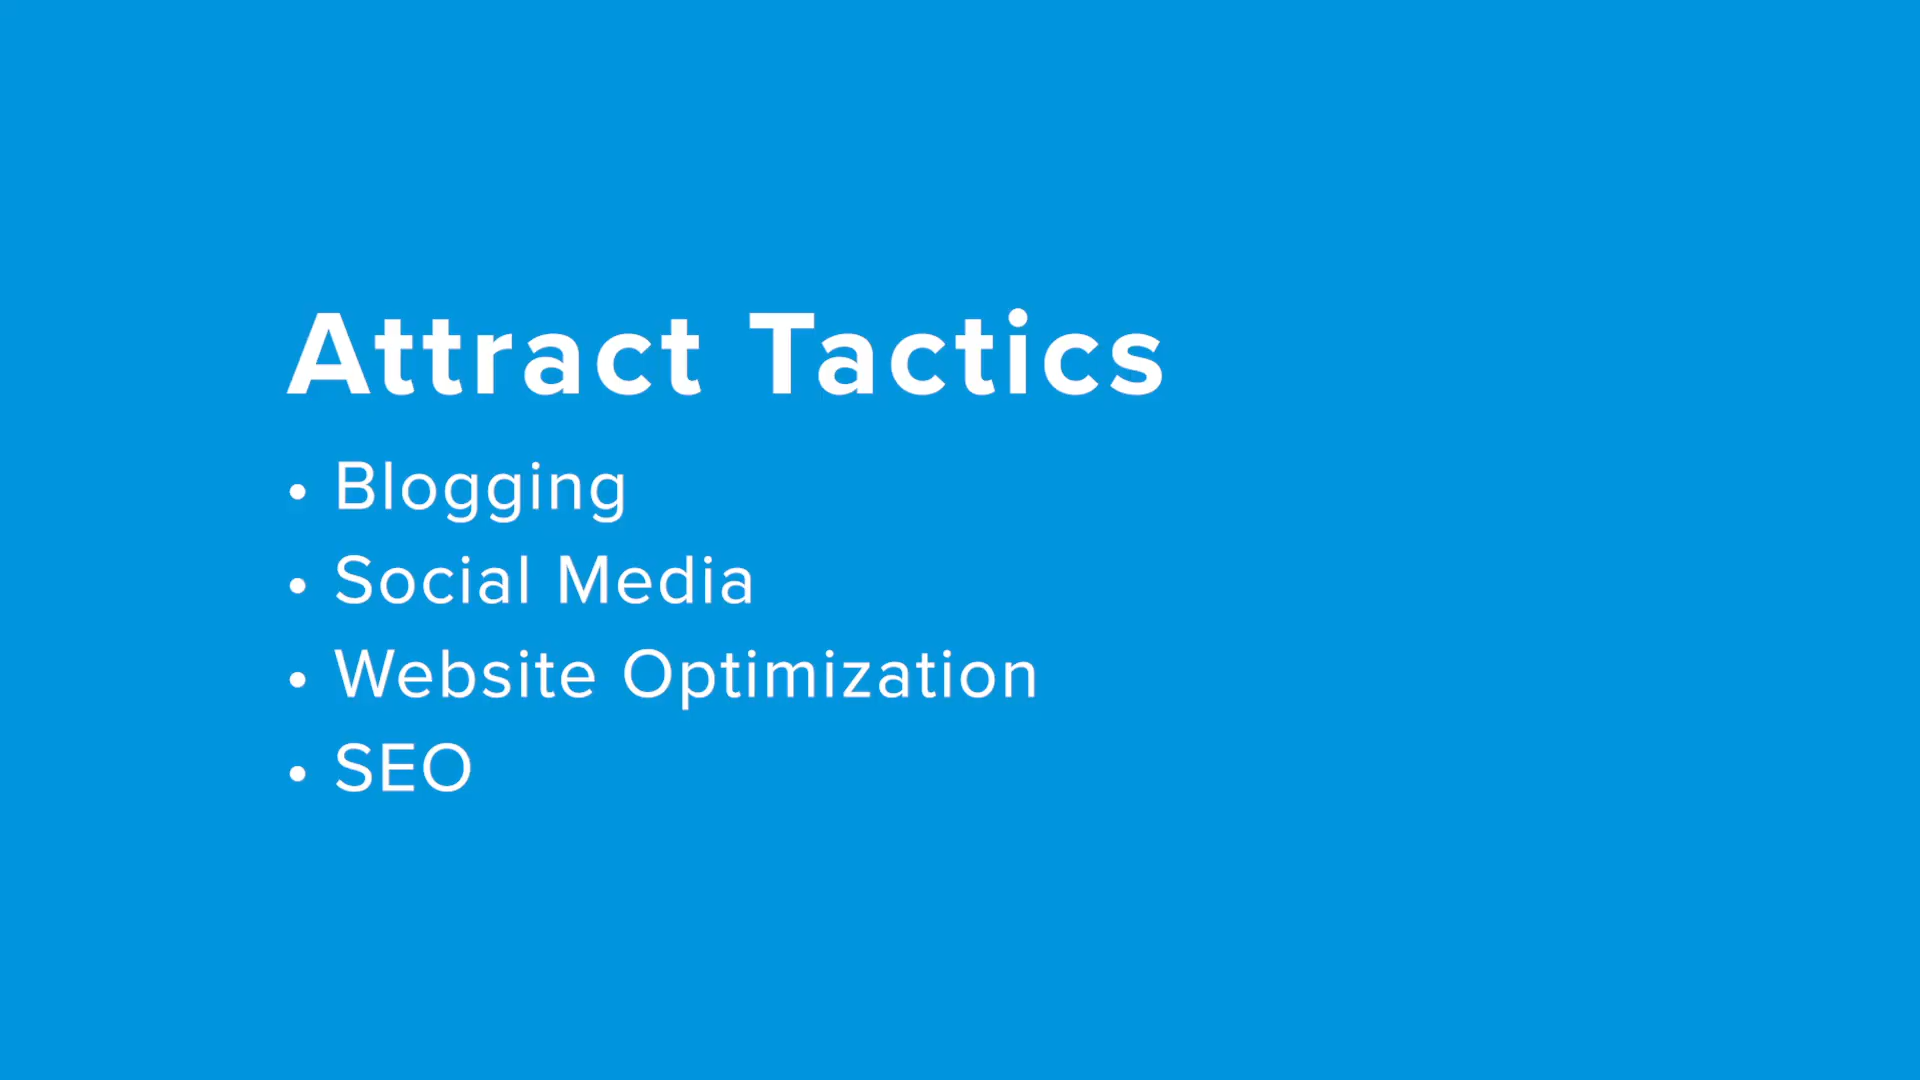 Attract Tactics
• Blogging
• Social Media
• Website Optimization
• SEO